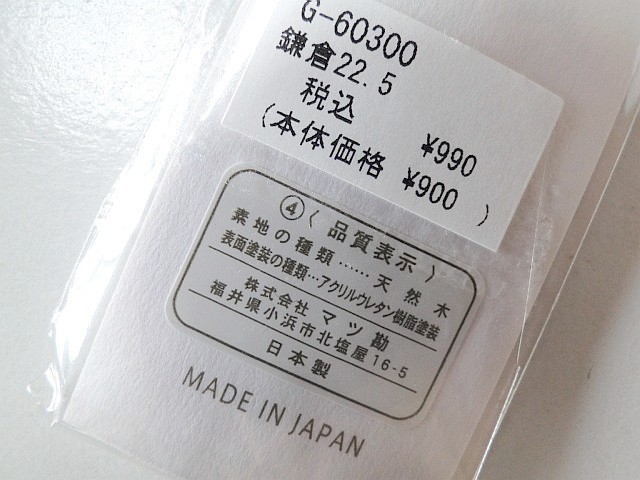 G-60300
鎌倉22.5
税込 ¥990
(本体価格 ¥900 )
④〈 品質表示 〉
素地の種類……天然木
表面塗装の種類…アクリルウレタン樹脂塗装
株式会社 マツ勘
福井県小浜市北塩屋16-5
日本製
MADE IN JAPAN